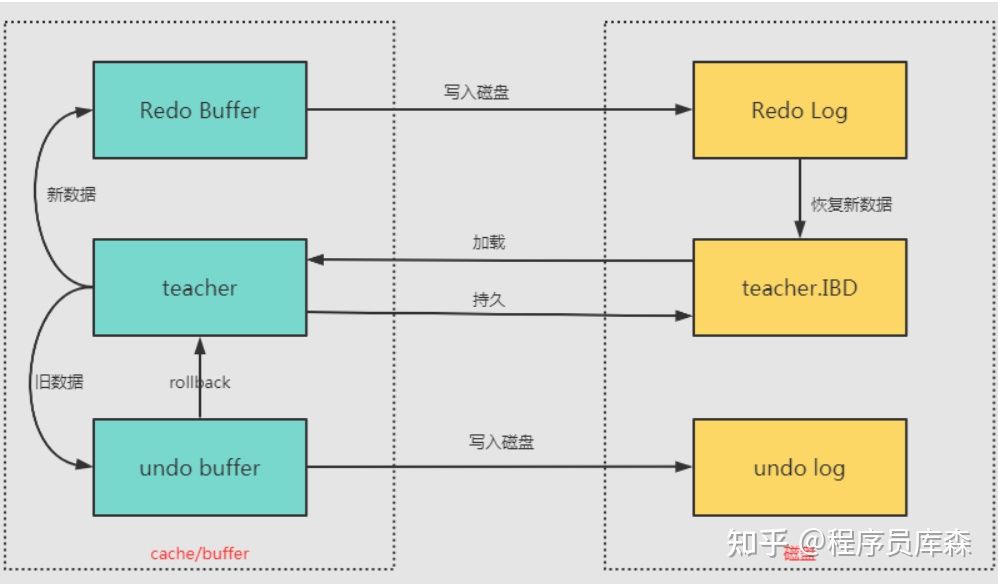 Redo Buffer
写入磁盘
Redo Log
新数据
恢复新数据
加载
teacher
teacher.IBD
持久
旧数据
rollback
undo buffer
写入磁盘
undo log
cache/buffer
磁盘
知乎 @程序员库森